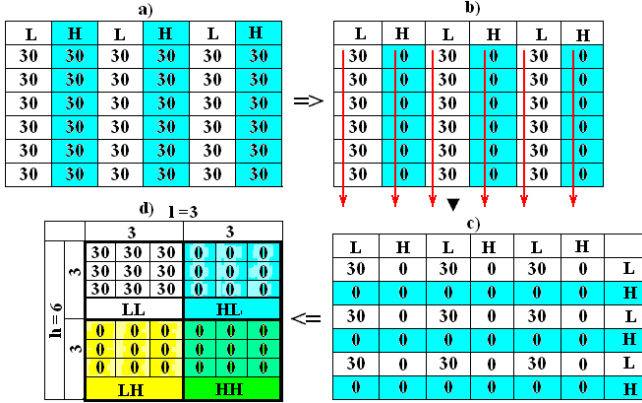 a)
L H L H L H
30 30 30 30 30 30
30 30 30 30 30 30
30 30 30 30 30 30
30 30 30 30 30 30
30 30 30 30 30 30
30 30 30 30 30 30
=>
b)
L H L H L H
30 0 30 0 30 0
30 0 30 0 30 0
30 0 30 0 30 0
30 0 30 0 30 0
30 0 30 0 30 0
30 0 30 0 30 0
c)
L H L H L H
30 0 30 0 30 0 L
0 0 0 0 0 0 H
30 0 30 0 30 0 L
0 0 0 0 0 0 H
30 0 30 0 30 0 L
0 0 0 0 0 0 H
<=
d) l = 3
3 3
h = 6
3
30 30 30 0 0 0
30 30 30 0 0 0
30 30 30 0 0 0
LL HL
3
0 0 0 0 0 0
0 0 0 0 0 0
0 0 0 0 0 0
LH HH